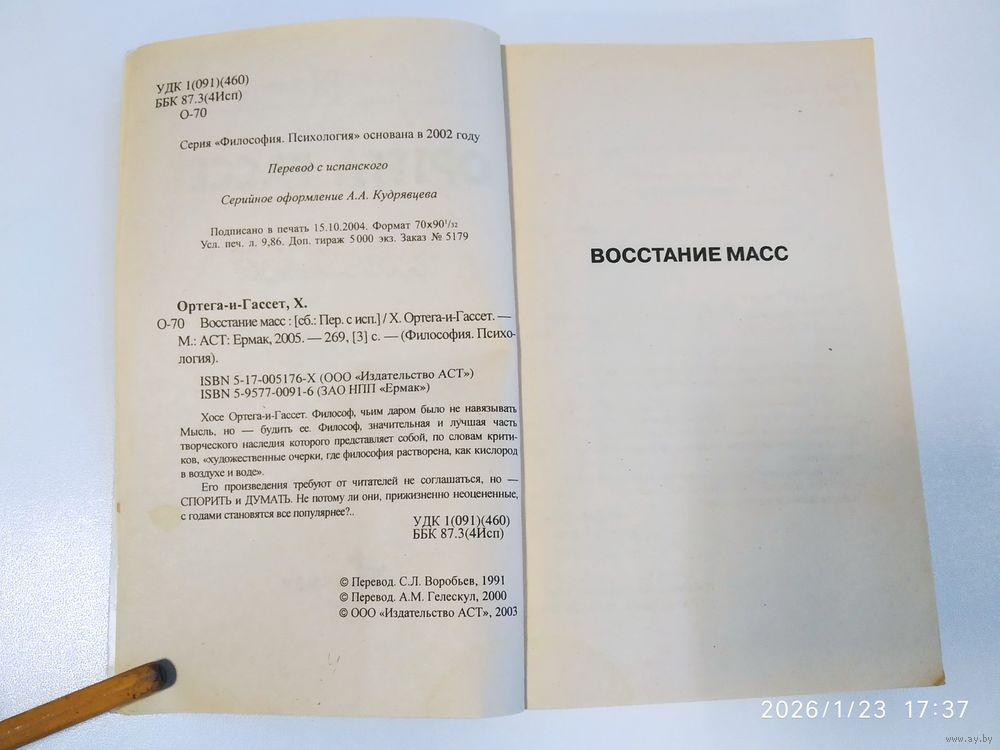 УДК 1(091)(460)
ББК 87.3(4Исп)
О-70
Серия «Философия. Психология» основана в 2002 году
Перевод с испанского
Серийное оформление А.А. Кудрявцева
Подписано в печать 15.10.2004. Формат 70х90¹/₃₂
Усл. печ. л. 9,86. Доп. тираж 5 000 экз. Заказ № 5179
Ортега-и-Гассет, Х.
О-70 Восстание масс : [сб.: Пер. с исп.] / Х. Ортега-и-Гассет. —
М.: АСТ: Ермак, 2005. — 269, [3] с. — (Философия. Психо-
логия).
ISBN 5-17-005176-X (ООО «Издательство АСТ»)
ISBN 5-9577-0091-6 (ЗАО НПП «Ермак»)
Хосе Ортега-и-Гассет. Философ, чьим даром было не навязывать
Мысль, но — будить ее. Философ, значительная и лучшая часть
творческого наследия которого представляет собой, по словам крити-
ков, «художественные очерки, где философия растворена, как кислород
в воздухе и воде».
Его произведения требуют от читателей не соглашаться, но —
СПОРИТЬ и ДУМАТЬ. Не потому ли они, прижизненно неоцененные,
с годами становятся все популярнее?..
УДК 1(091)(460)
ББК 87.3(4Исп)
© Перевод. С.Л. Воробьев, 1991
© Перевод. А.М. Гелескул, 2000
© ООО «Издательство АСТ», 2003
ВОССТАНИЕ МАСС
2026/1/23 17:37
www.ay.by